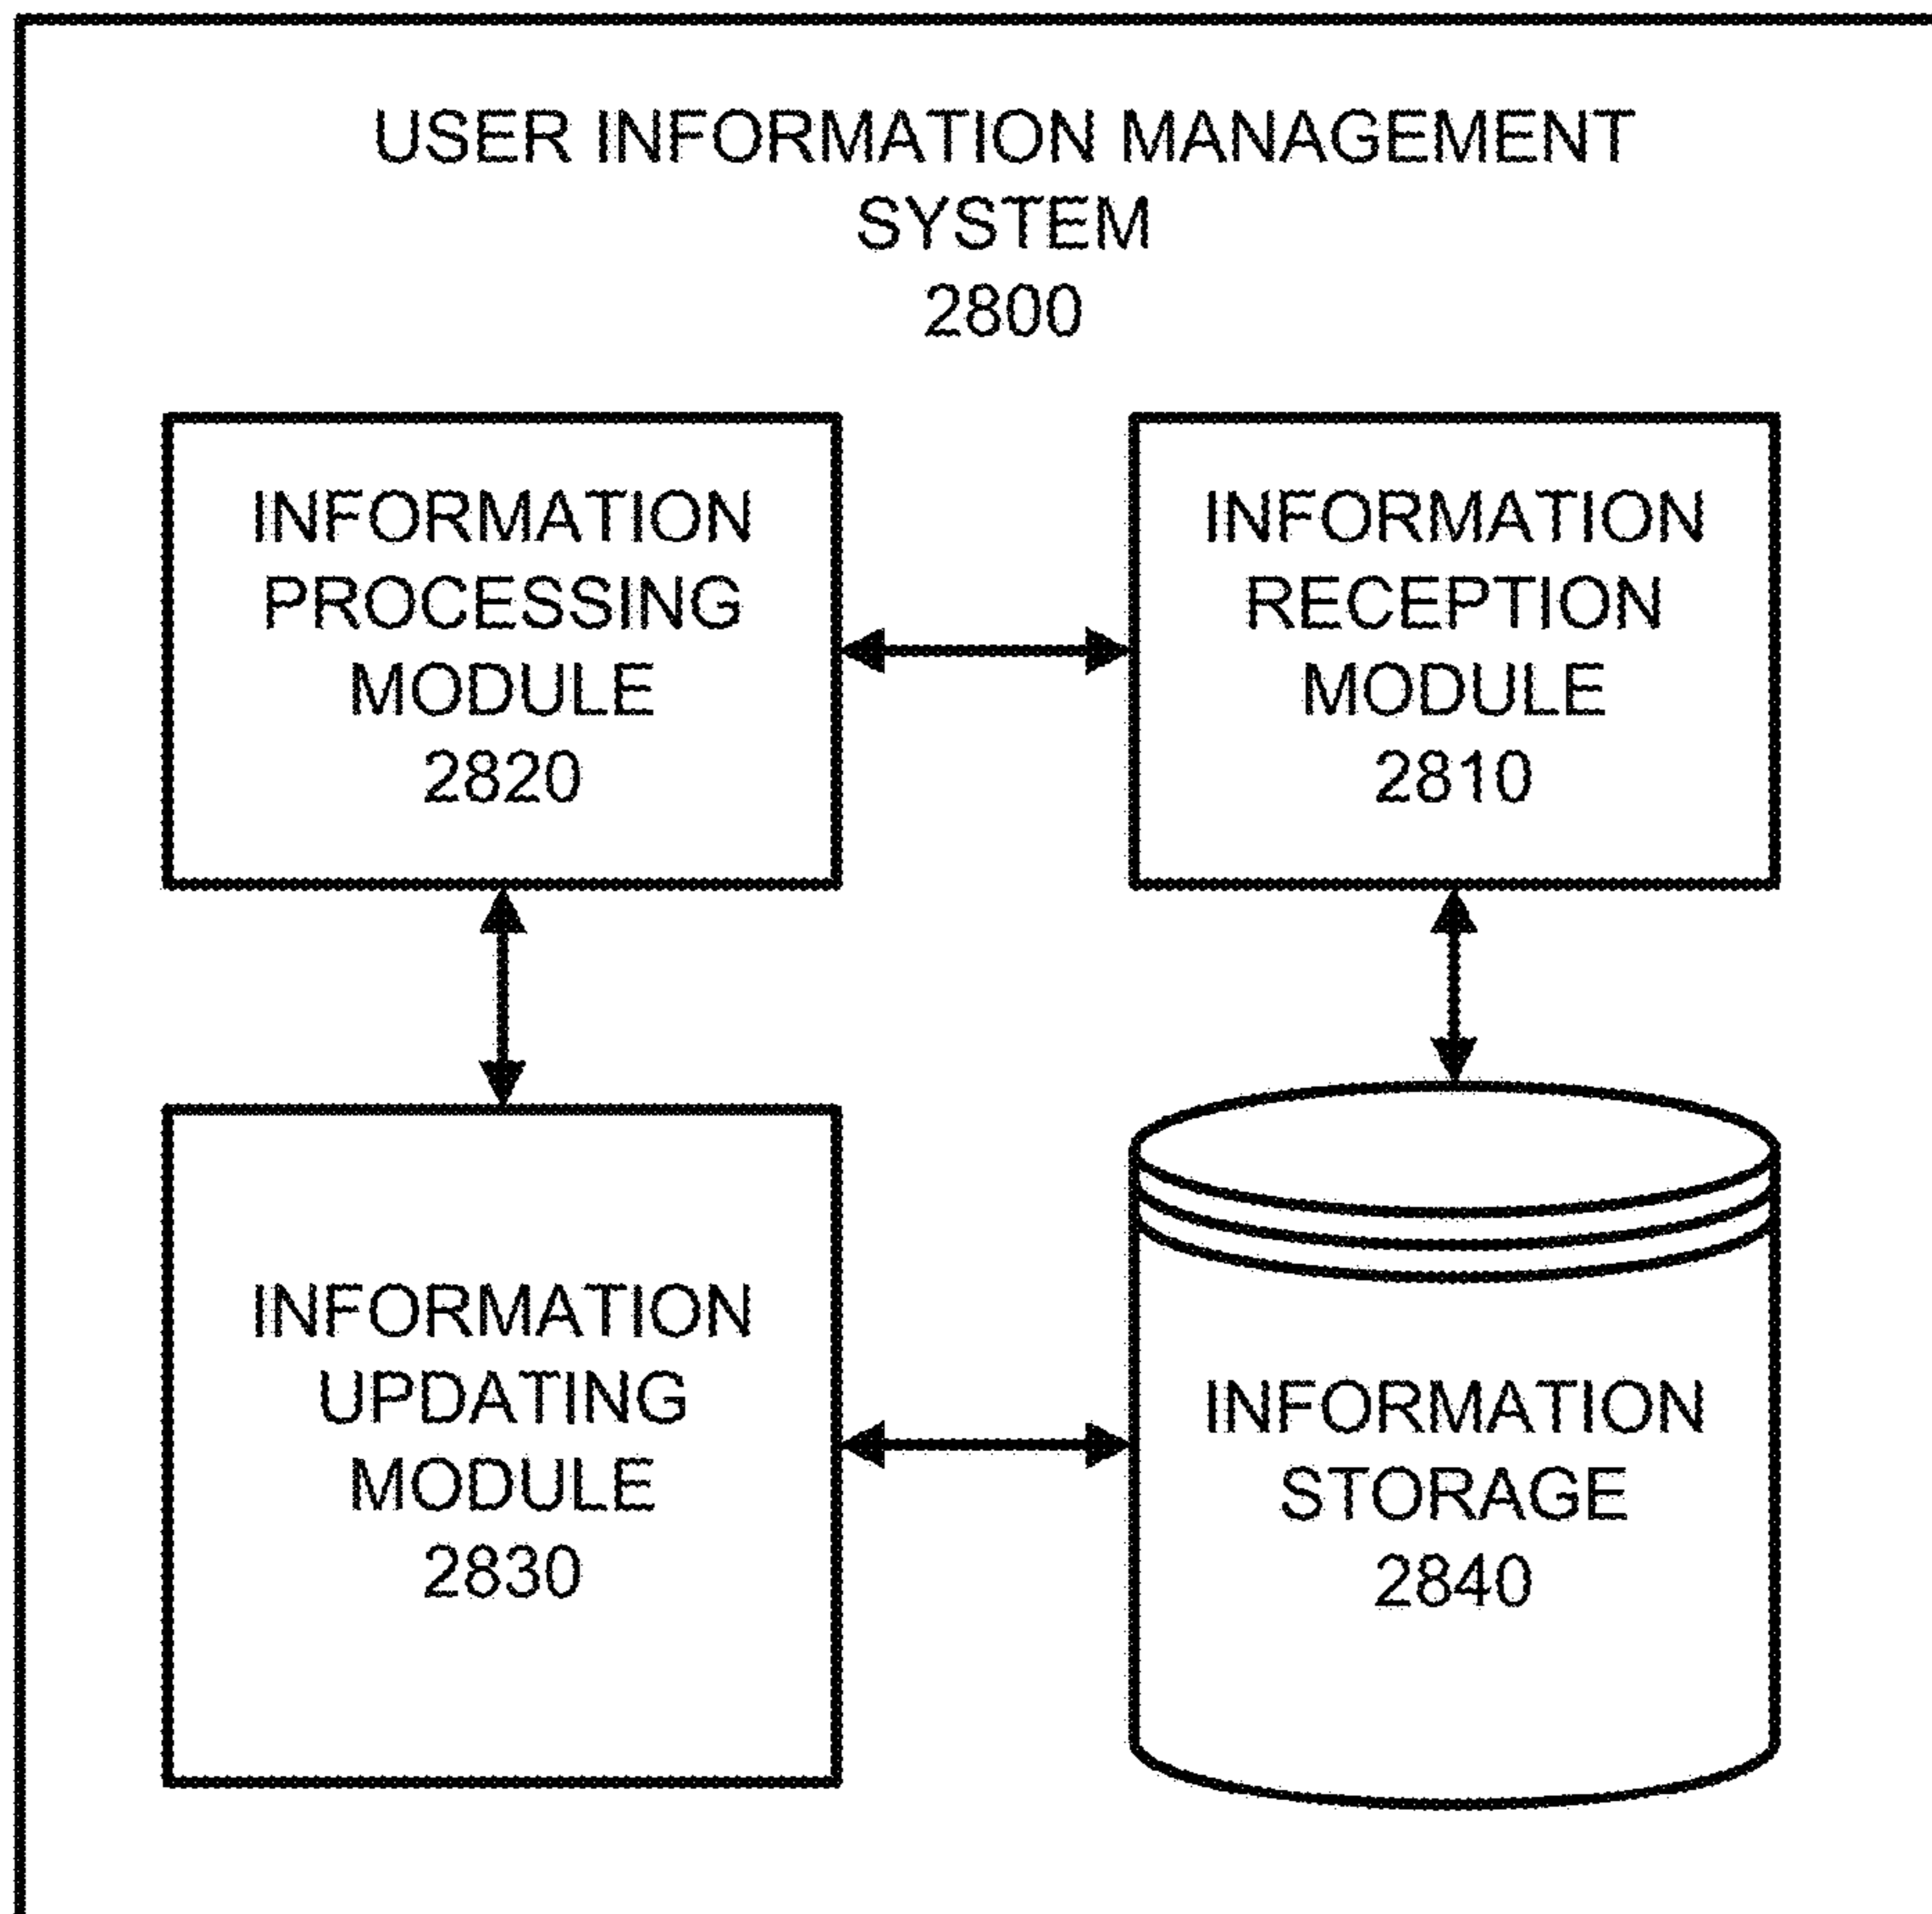 USER INFORMATION MANAGEMENT
SYSTEM
2800
INFORMATION
PROCESSING
MODULE
2820
INFORMATION
RECEPTION
MODULE
2810
INFORMATION
UPDATING
MODULE
2830
INFORMATION
STORAGE
2840